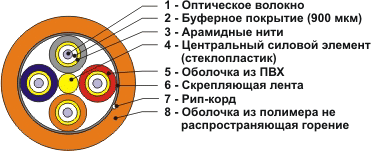 1 - Оптическое волокно
2 - Буферное покрытие (900 мкм)
3 - Арамидные нити
4 - Центральный силовой элемент
(стеклопластик)
5 - Оболочка из ПВХ
6 - Скрепляющая лента
7 - Рип-корд
8 - Оболочка из полимера не
распространяющая горение